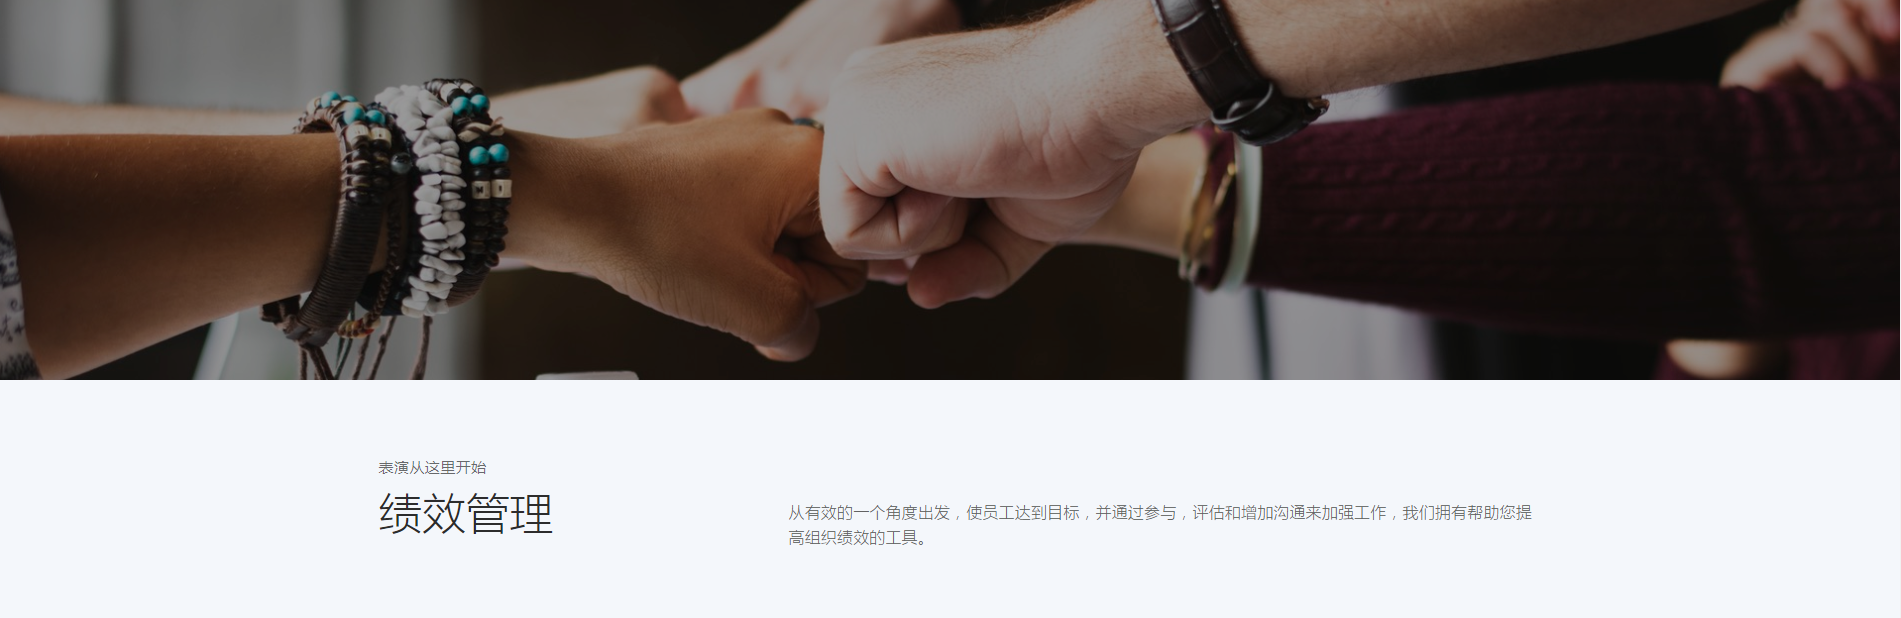 表演从这里开始
绩效管理
从有效的一个角度出发，使员工达到目标，并通过参与，评估和增加沟通来加强工作，我们拥有帮助您提
高组织绩效的工具。